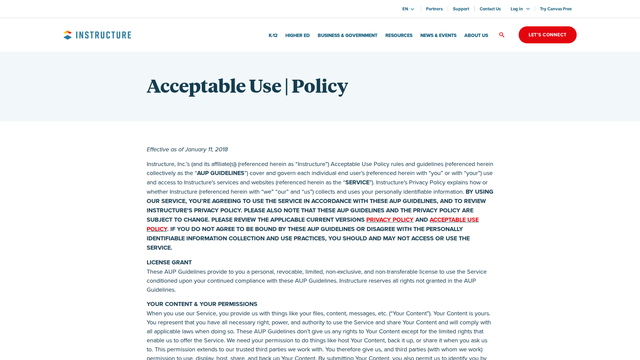 EN
Partners
Support
Contact Us
Log In
Try Canvas Free
INSTRUCTURE
K-12
HIGHER ED
BUSINESS & GOVERNMENT
RESOURCES
NEWS & EVENTS
ABOUT US
LET'S CONNECT
Acceptable Use | Policy
Effective as of January 11, 2018
Instructure, Inc.'s (and its affiliate(s)) (referenced herein as "Instructure") Acceptable Use Policy rules and guidelines (referenced herein
collectively as the "AUP GUIDELINES") cover and govern each individual end user's (referenced herein with "you" or with "your") use
and access to Instructure's services and websites (referenced herein as the "SERVICE"). Instructure's Privacy Policy explains how or
whether Instructure (referenced herein with "we" "our" and "us") collects and uses your personally identifiable information. BY USING
OUR SERVICE, YOU'RE AGREEING TO USE THE SERVICE IN ACCORDANCE WITH THESE AUP GUIDELINES, AND TO REVIEW
INSTRUCTURE'S PRIVACY POLICY. PLEASE ALSO NOTE THAT THESE AUP GUIDELINES AND THE PRIVACY POLICY ARE
SUBJECT TO CHANGE. PLEASE REVIEW THE APPLICABLE CURRENT VERSIONS PRIVACY POLICY AND ACCEPTABLE USE
POLICY. IF YOU DO NOT AGREE TO BE BOUND BY THESE AUP GUIDELINES OR DISAGREE WITH THE PERSONALLY
IDENTIFIABLE INFORMATION COLLECTION AND USE PRACTICES, YOU SHOULD AND MAY NOT ACCESS OR USE THE
SERVICE.
LICENSE GRANT
These AUP Guidelines provide to you a personal, revocable, limited, non-exclusive, and non-transferable license to use the Service
conditioned upon your continued compliance with these AUP Guidelines. Instructure reserves all rights not granted in the AUP
Guidelines.
YOUR CONTENT & YOUR PERMISSIONS
When you use our Service, you provide us with things like your files, content, messages, etc. ("Your Content"). Your Content is yours.
You represent that you have all necessary right, power, and authority to use the Service and share Your Content and will comply with
all applicable laws when doing so. These AUP Guidelines don't give us any rights to Your Content except for the limited rights that
enable us to offer the Service. We need your permission to do things like host Your Content, back it up, or share it when you ask us
to. This permission extends to our trusted third parties we work with. You therefore give us, and third parties (with whom we work)
permission to use, display, host, share, and back up Your Content. By submitting Your Content, you also permit us to identify you by